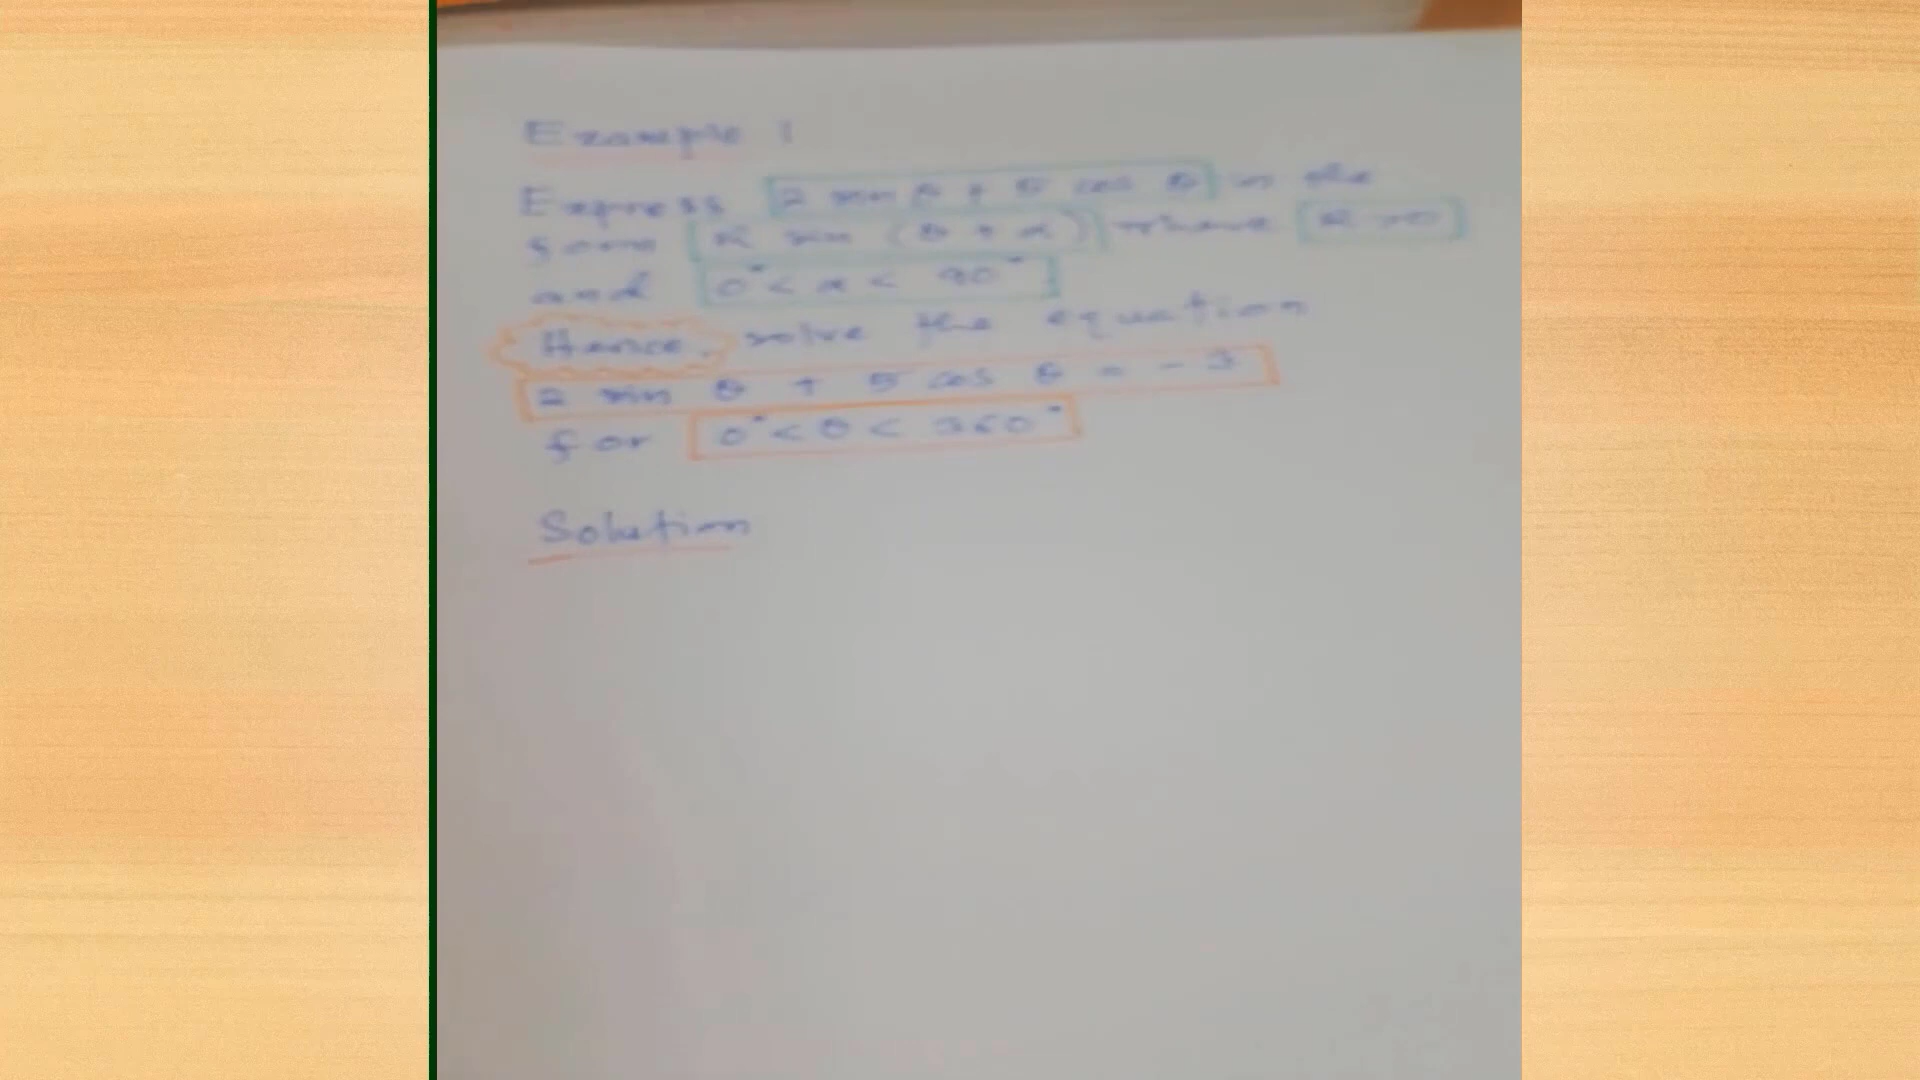 Example 1
Express 2 sin θ + 5 cos θ in the
form R sin (θ + α) where R > 0
and 0° < α < 90°
Hence, solve the equation
2 sin θ + 5 cos θ = - 3
for 0° < θ < 360°
Solution